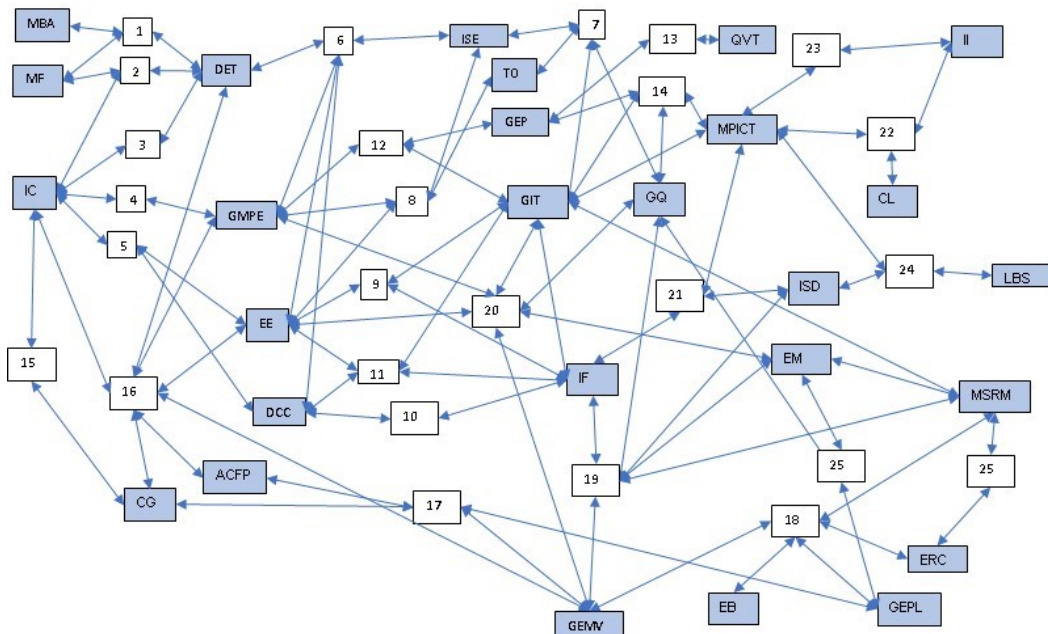 MBA
1
6
ISE
7
13
QVT
23
II
MF
2
DET
TO
14
GEP
MPICT
22
3
12
IC
4
GMPE
8
GIT
GQ
CL
5
9
20
21
ISD
24
LBS
EE
15
16
11
IF
EM
MSRM
DCC
10
ACFP
19
25
25
CG
17
18
ERC
EB
GEPL
GEMV